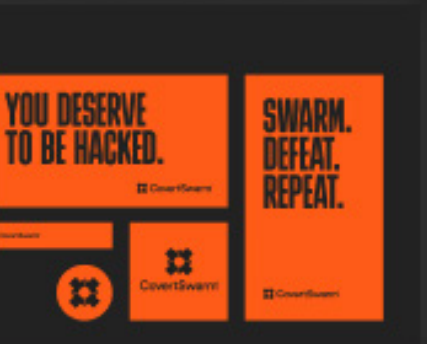 YOU DESERVE
TO BE HACKED.
CovertSwarm
SWARM.
DEFEAT.
REPEAT.
CovertSwarm
CovertSwarm
CovertSwarm